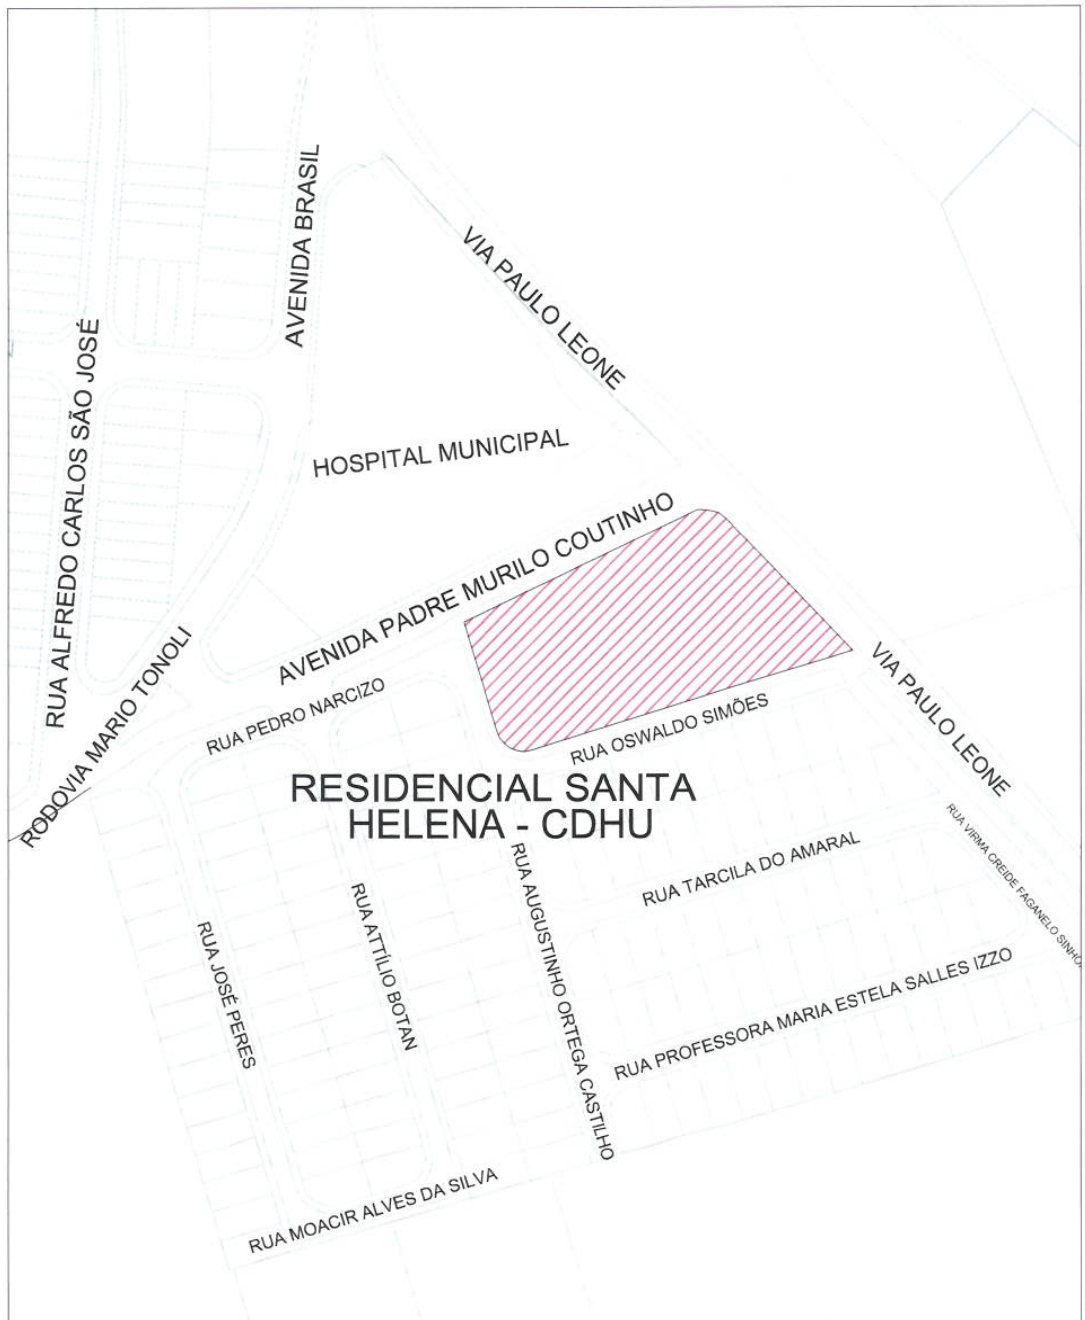 AVENIDA BRASIL
VIA PAULO LEONE
RUA ALFREDO CARLOS SÃO JOSÉ
HOSPITAL MUNICIPAL
AVENIDA PADRE MURILO COUTINHO
RODOVIA MARIO TONOLI
RUA PEDRO NARCIZO
VIA PAULO LEONE
RUA OSWALDO SIMÕES
RESIDENCIAL SANTA
HELENA - CDHU
RUA VIRMA CREIDE FAGANELO SINHO
RUA TARCILA DO AMARAL
RUA AUGUSTINHO ORTEGA CASTILHO
RUA ATTÍLIO BOTAN
RUA JOSÉ PERES
RUA PROFESSORA MARIA ESTELA SALLES IZZO
RUA MOACIR ALVES DA SILVA